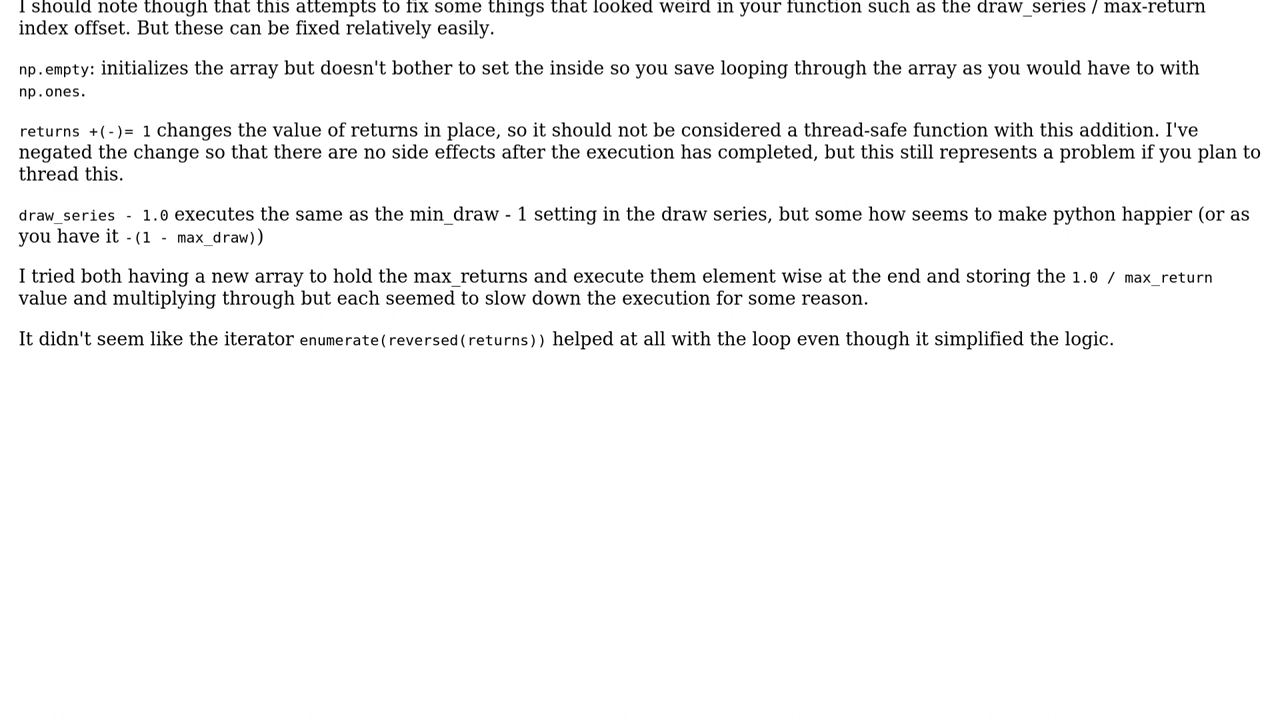 I should note though that this attempts to fix some things that looked weird in your function such as the draw_series / max-return
index offset. But these can be fixed relatively easily.
np.empty: initializes the array but doesn't bother to set the inside so you save looping through the array as you would have to with
np.ones.
returns +(-)= 1 changes the value of returns in place, so it should not be considered a thread-safe function with this addition. I've
negated the change so that there are no side effects after the execution has completed, but this still represents a problem if you plan to
thread this.
draw_series - 1.0 executes the same as the min_draw - 1 setting in the draw series, but some how seems to make python happier (or as
you have it -(1 - max_draw))
I tried both having a new array to hold the max_returns and execute them element wise at the end and storing the 1.0 / max_return
value and multiplying through but each seemed to slow down the execution for some reason.
It didn't seem like the iterator enumerate(reversed(returns)) helped at all with the loop even though it simplified the logic.